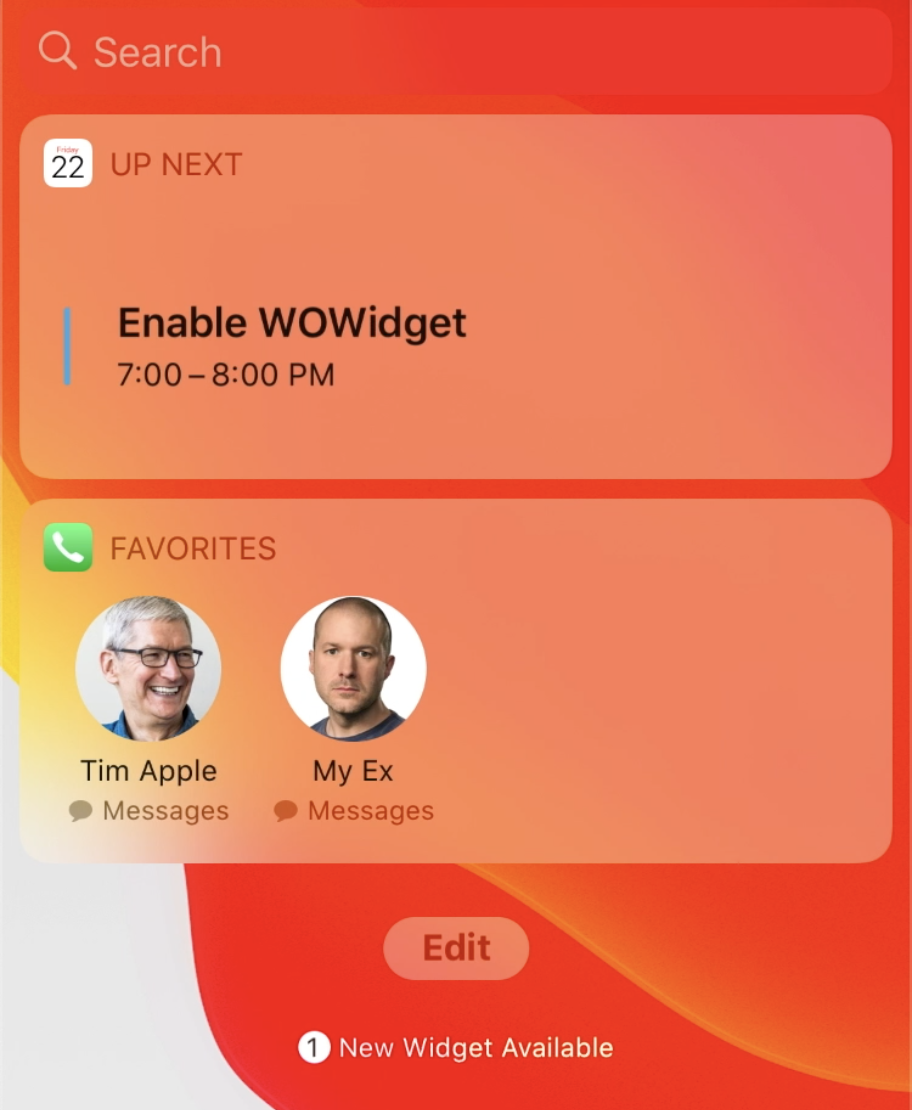 Search
Friday
22
UP NEXT
Enable WOWidget
7:00 – 8:00 PM
FAVORITES
Tim Apple
My Ex
Messages
Messages
Edit
1 New Widget Available